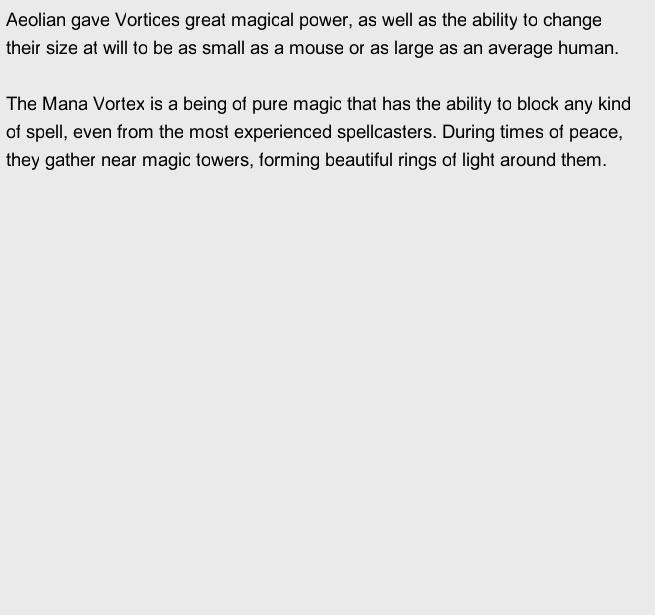 Aeolian gave Vortices great magical power, as well as the ability to change
their size at will to be as small as a mouse or as large as an average human.
The Mana Vortex is a being of pure magic that has the ability to block any kind
of spell, even from the most experienced spellcasters. During times of peace,
they gather near magic towers, forming beautiful rings of light around them.